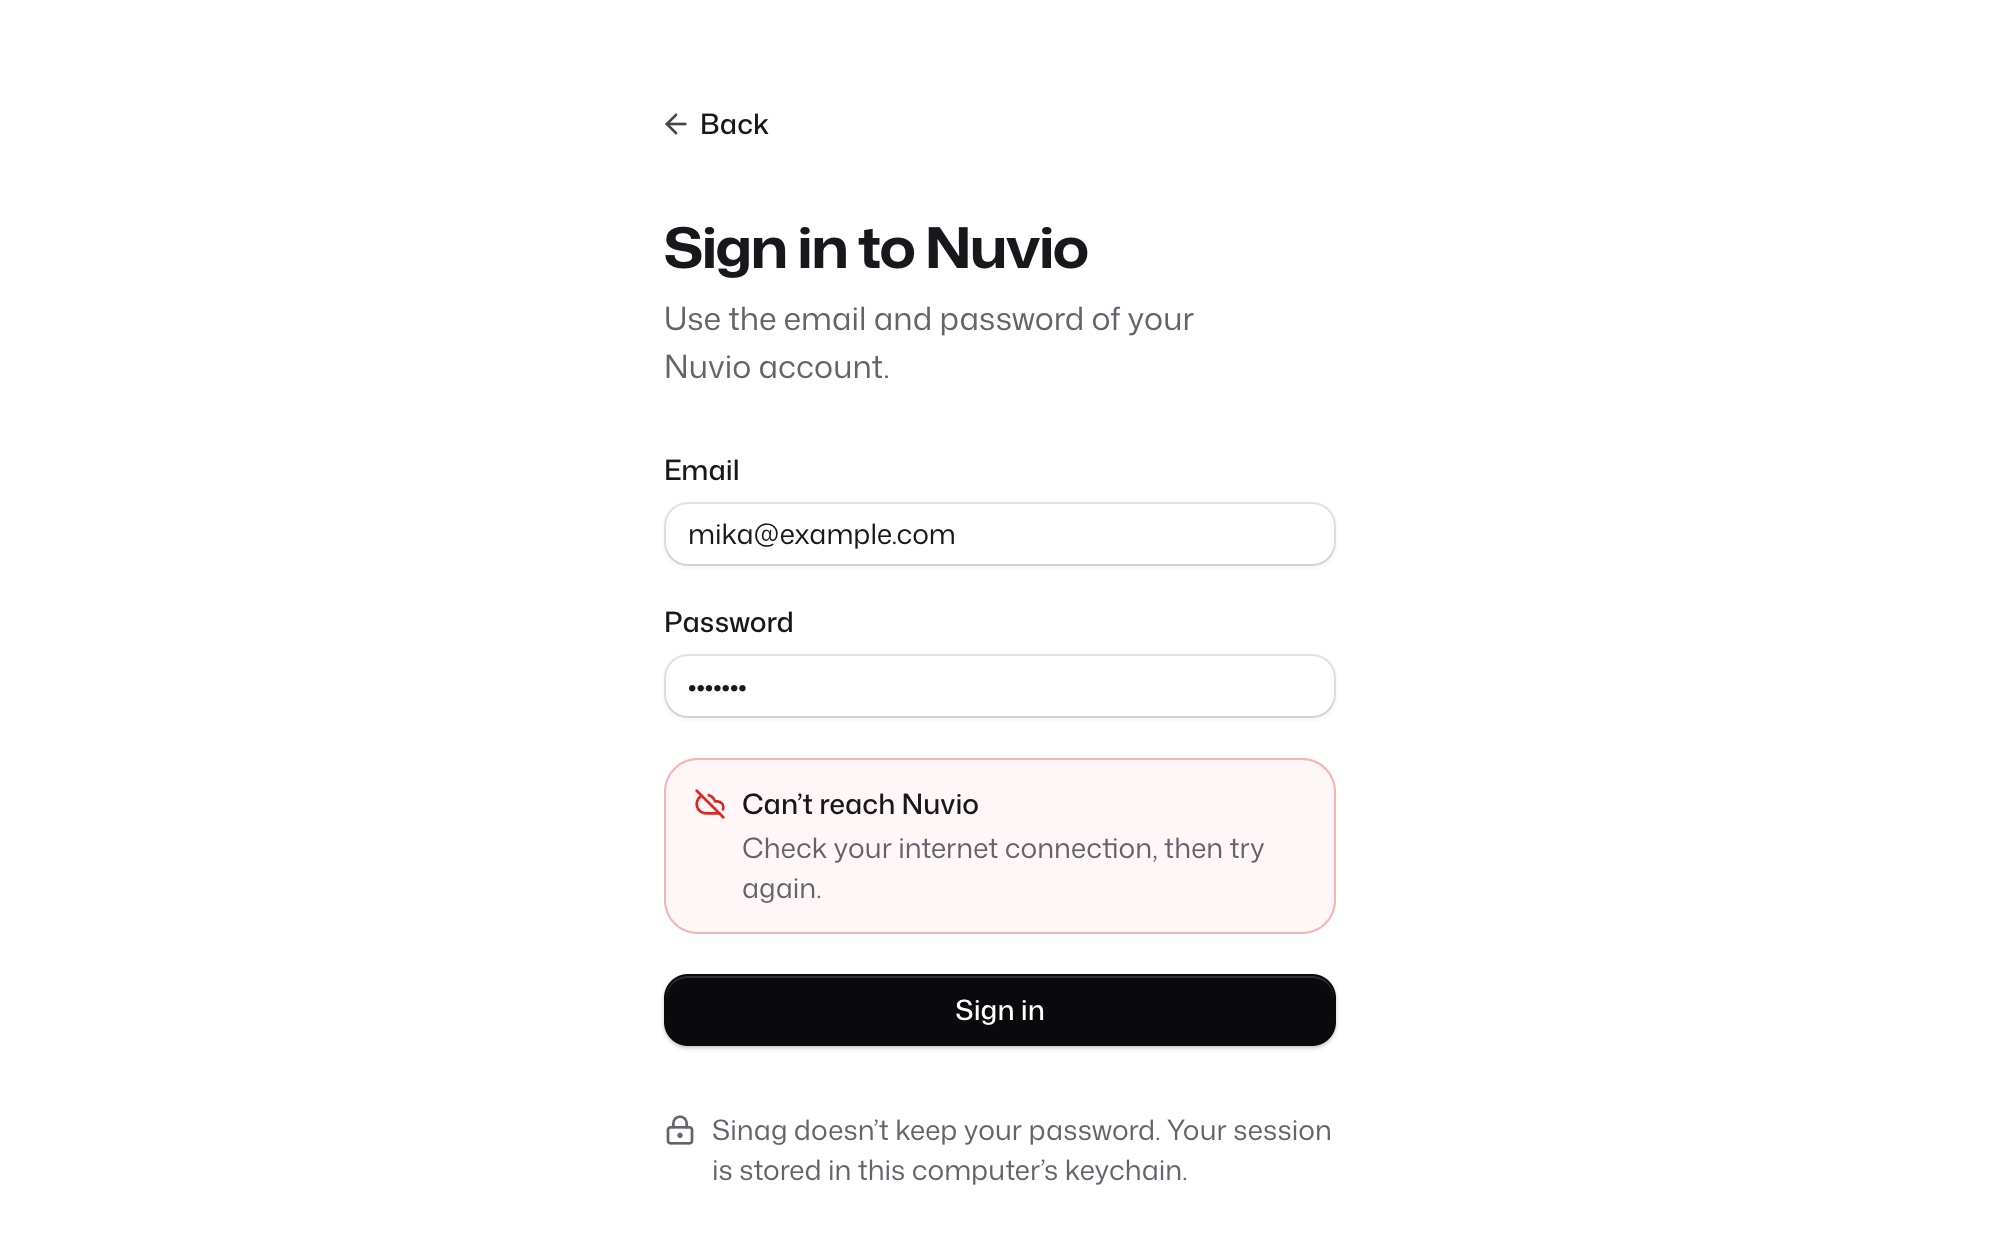 Back
Sign in to Nuvio
Use the email and password of your
Nuvio account.
Email
mika@example.com
Password
•••••••
Can’t reach Nuvio
Check your internet connection, then try
again.
Sign in
Sinag doesn’t keep your password. Your session
is stored in this computer’s keychain.